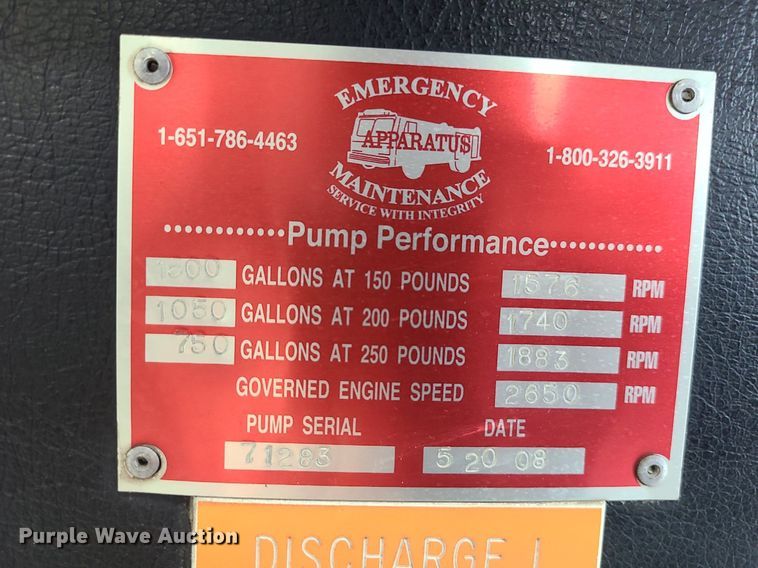 EMERGENCY
APPARATUS
MAINTENANCE
SERVICE WITH INTEGRITY
1-651-786-4463
1-800-326-3911
Pump Performance
1500 GALLONS AT 150 POUNDS 1576 RPM
1050 GALLONS AT 200 POUNDS 1740 RPM
750 GALLONS AT 250 POUNDS 1883 RPM
GOVERNED ENGINE SPEED 2650 RPM
PUMP SERIAL DATE
71283 5 20 08
Purple Wave Auction
DISCHARGE